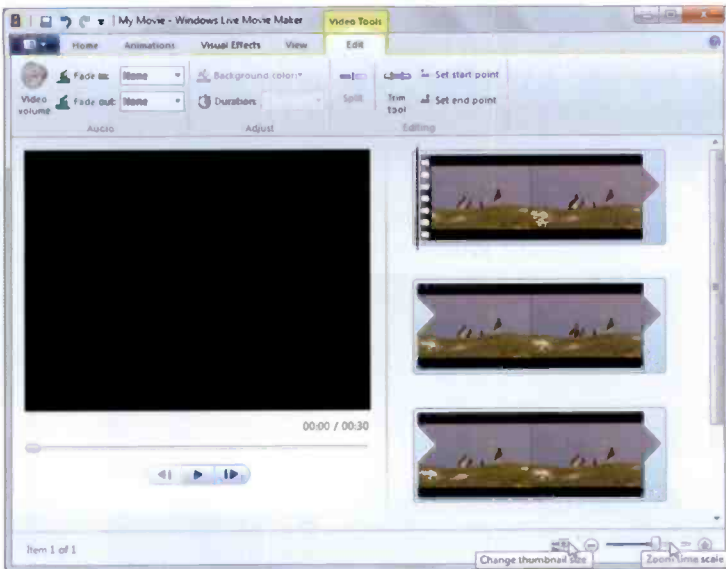 My Movie - Windows Live Movie Maker
Video Tools
Home
Animations
Visual Effects
View
Edit
Video volume
Fade in:
None
Fade out:
None
Audio
Background color:
Duration:
Adjust
Split
Trim tool
Set start point
Set end point
Editing
00:00 / 00:30
Item 1 of 1
Change thumbnail size
Zoom time scale